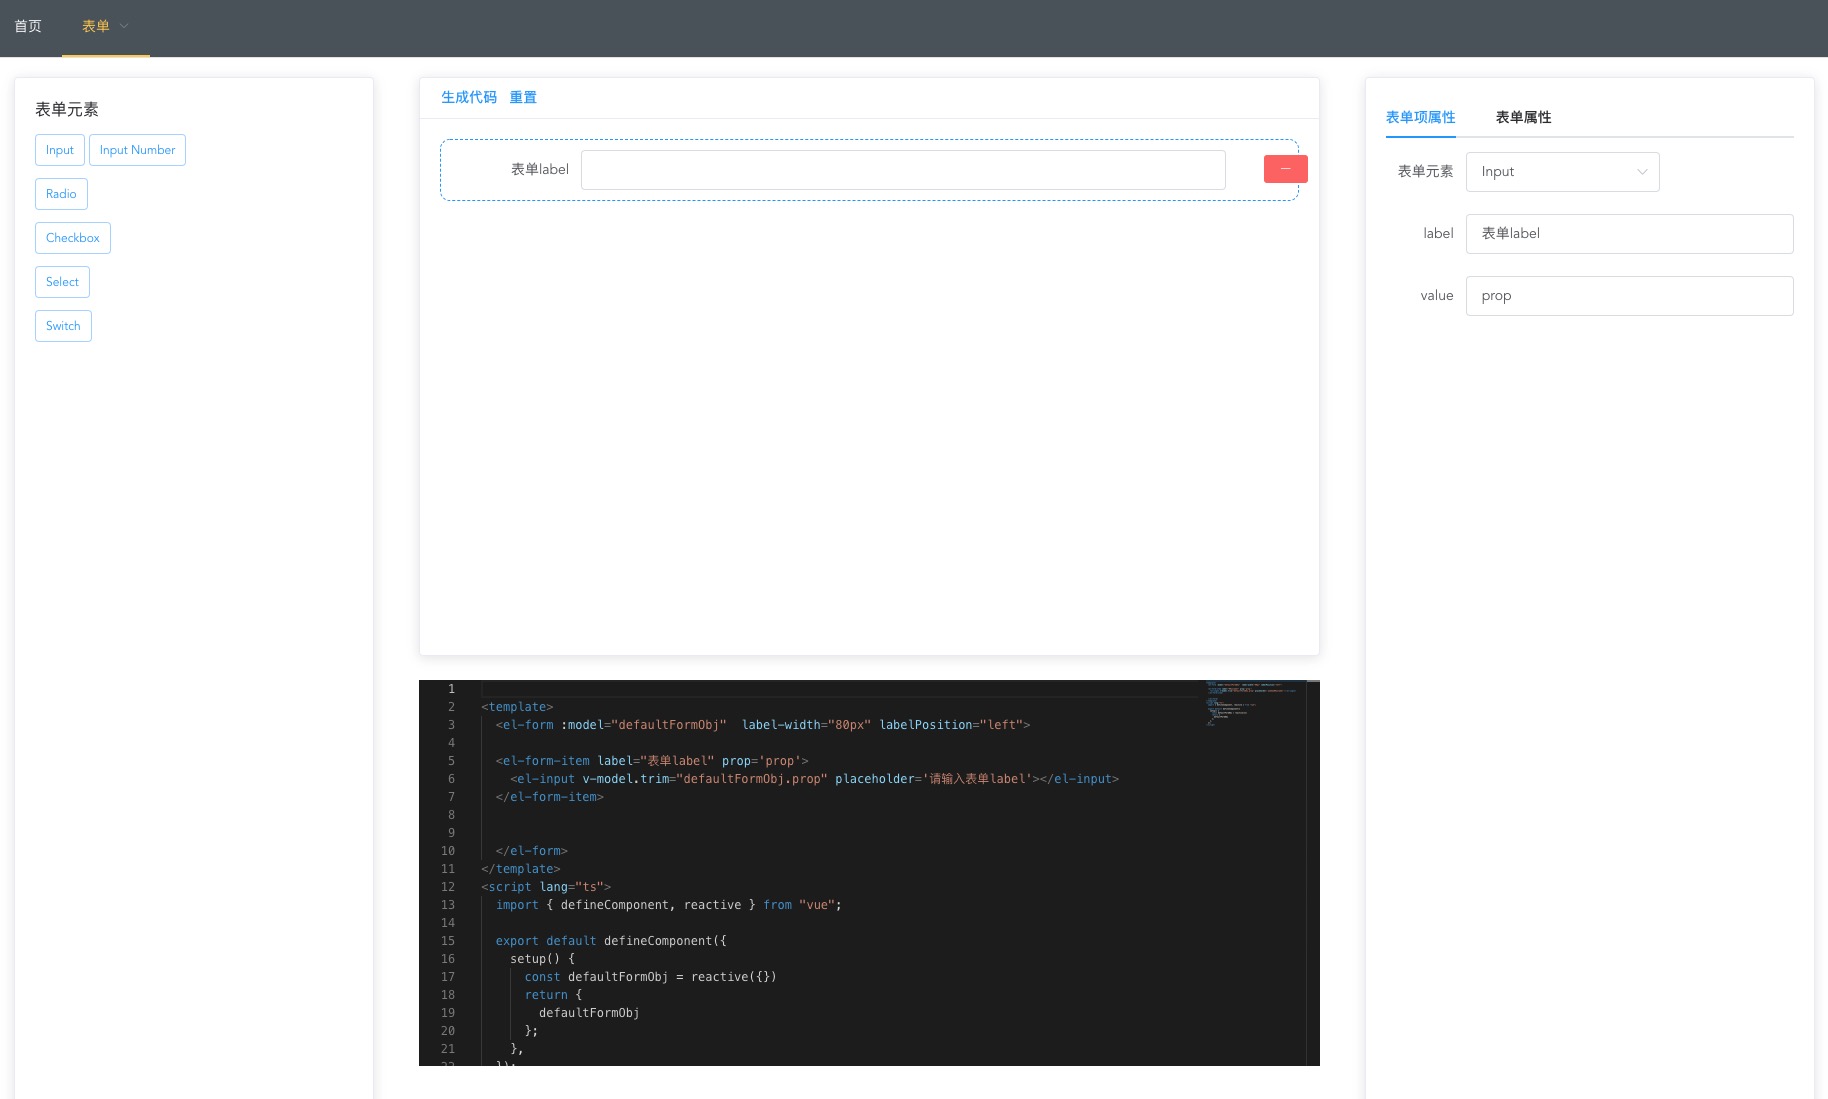 首页 表单
表单元素
Input Input Number
Radio
Checkbox
Select
Switch
生成代码 重置
表单label
表单项属性 表单属性
表单元素 Input
label 表单label
value prop
1
2 <template>
3 <el-form :model="defaultFormObj"  label-width="80px" labelPosition="left">
4
5 <el-form-item label="表单label" prop='prop'>
6 <el-input v-model.trim="defaultFormObj.prop" placeholder='请输入表单label'></el-input>
7 </el-form-item>
8
9
10 </el-form>
11 </template>
12 <script lang="ts">
13 import { defineComponent, reactive } from "vue";
14
15 export default defineComponent({
16 setup() {
17 const defaultFormObj = reactive({})
18 return {
19 defaultFormObj
20 };
21 },
22 });